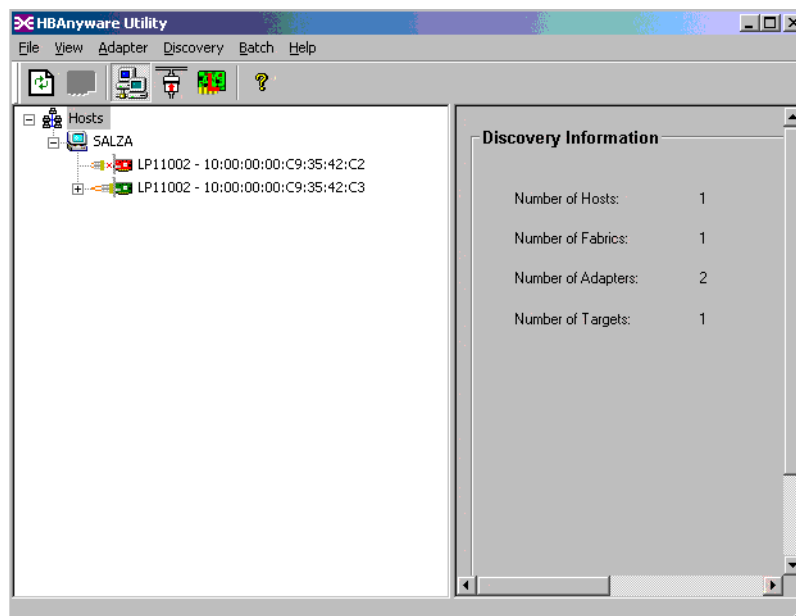 HBAnyware Utility
File View Adapter Discovery Batch Help
Hosts
SALZA
LP11002 - 10:00:00:00:C9:35:42:C2
LP11002 - 10:00:00:00:C9:35:42:C3
Discovery Information
Number of Hosts: 1
Number of Fabrics: 1
Number of Adapters: 2
Number of Targets: 1